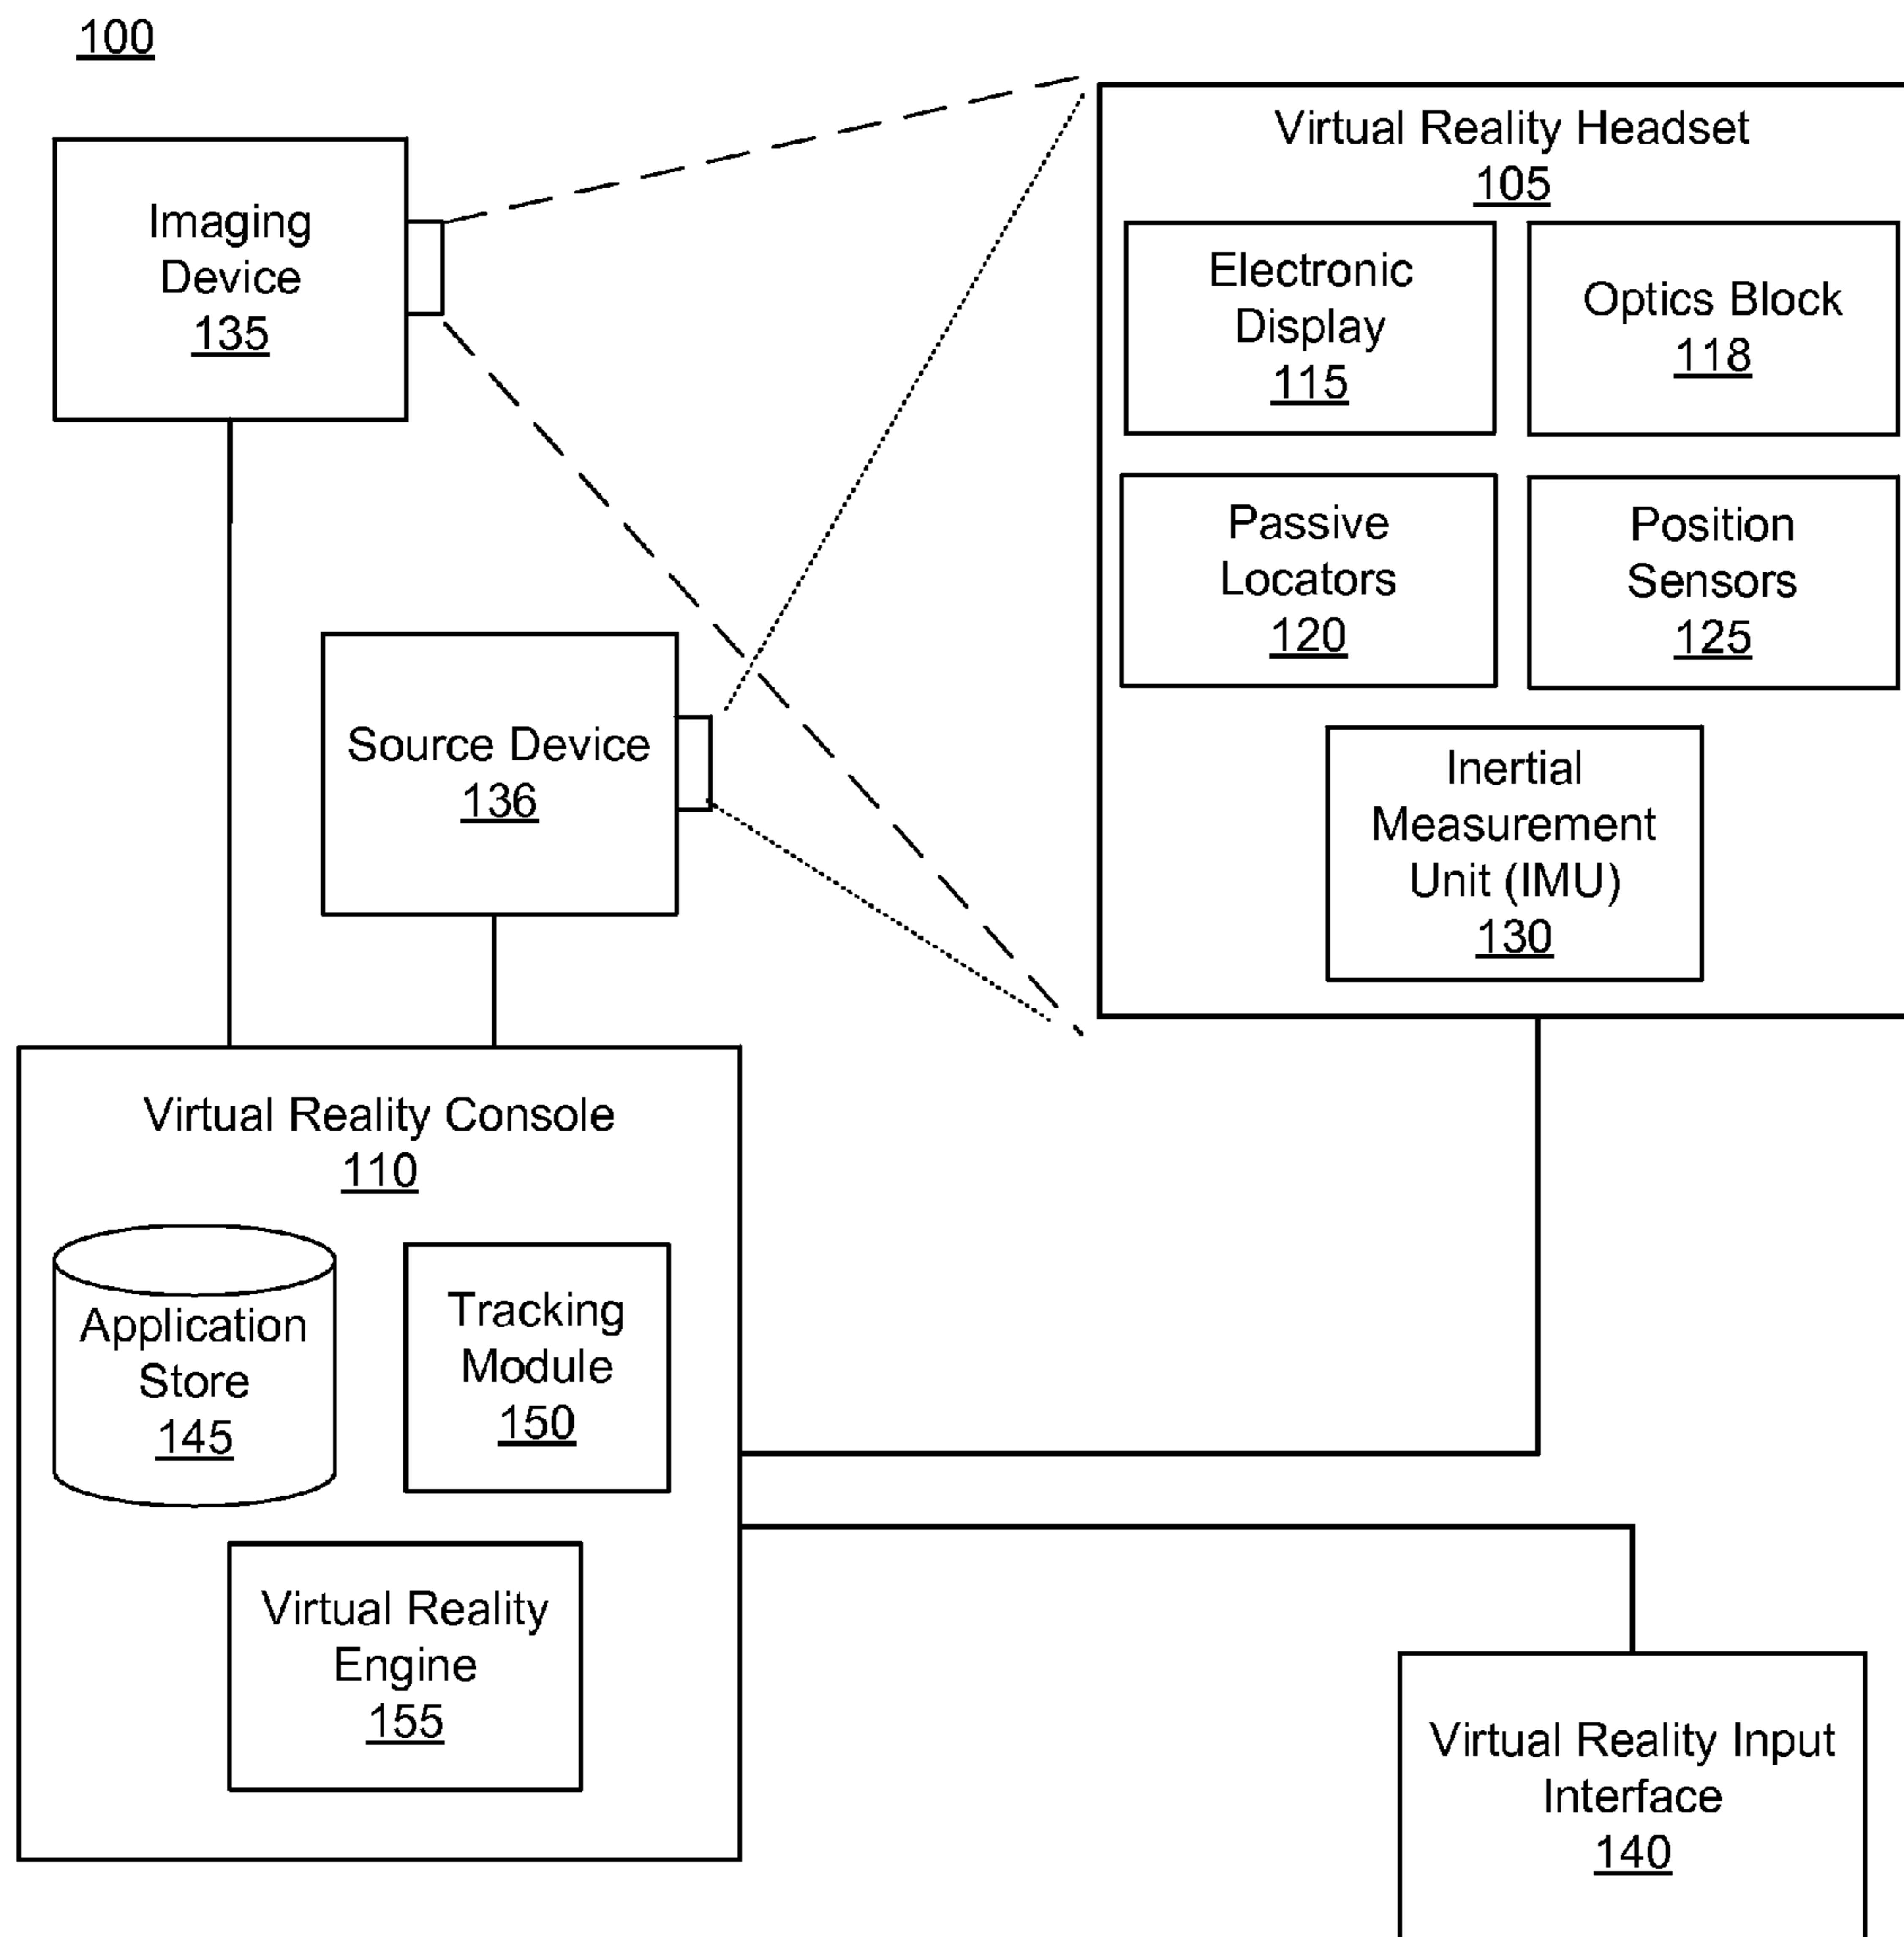 100
Imaging
Device
135
Virtual Reality Headset
105
Electronic
Display
115
Optics Block
118
Passive
Locators
120
Position
Sensors
125
Inertial
Measurement
Unit (IMU)
130
Source Device
136
Virtual Reality Console
110
Application
Store
145
Tracking
Module
150
Virtual Reality
Engine
155
Virtual Reality Input
Interface
140